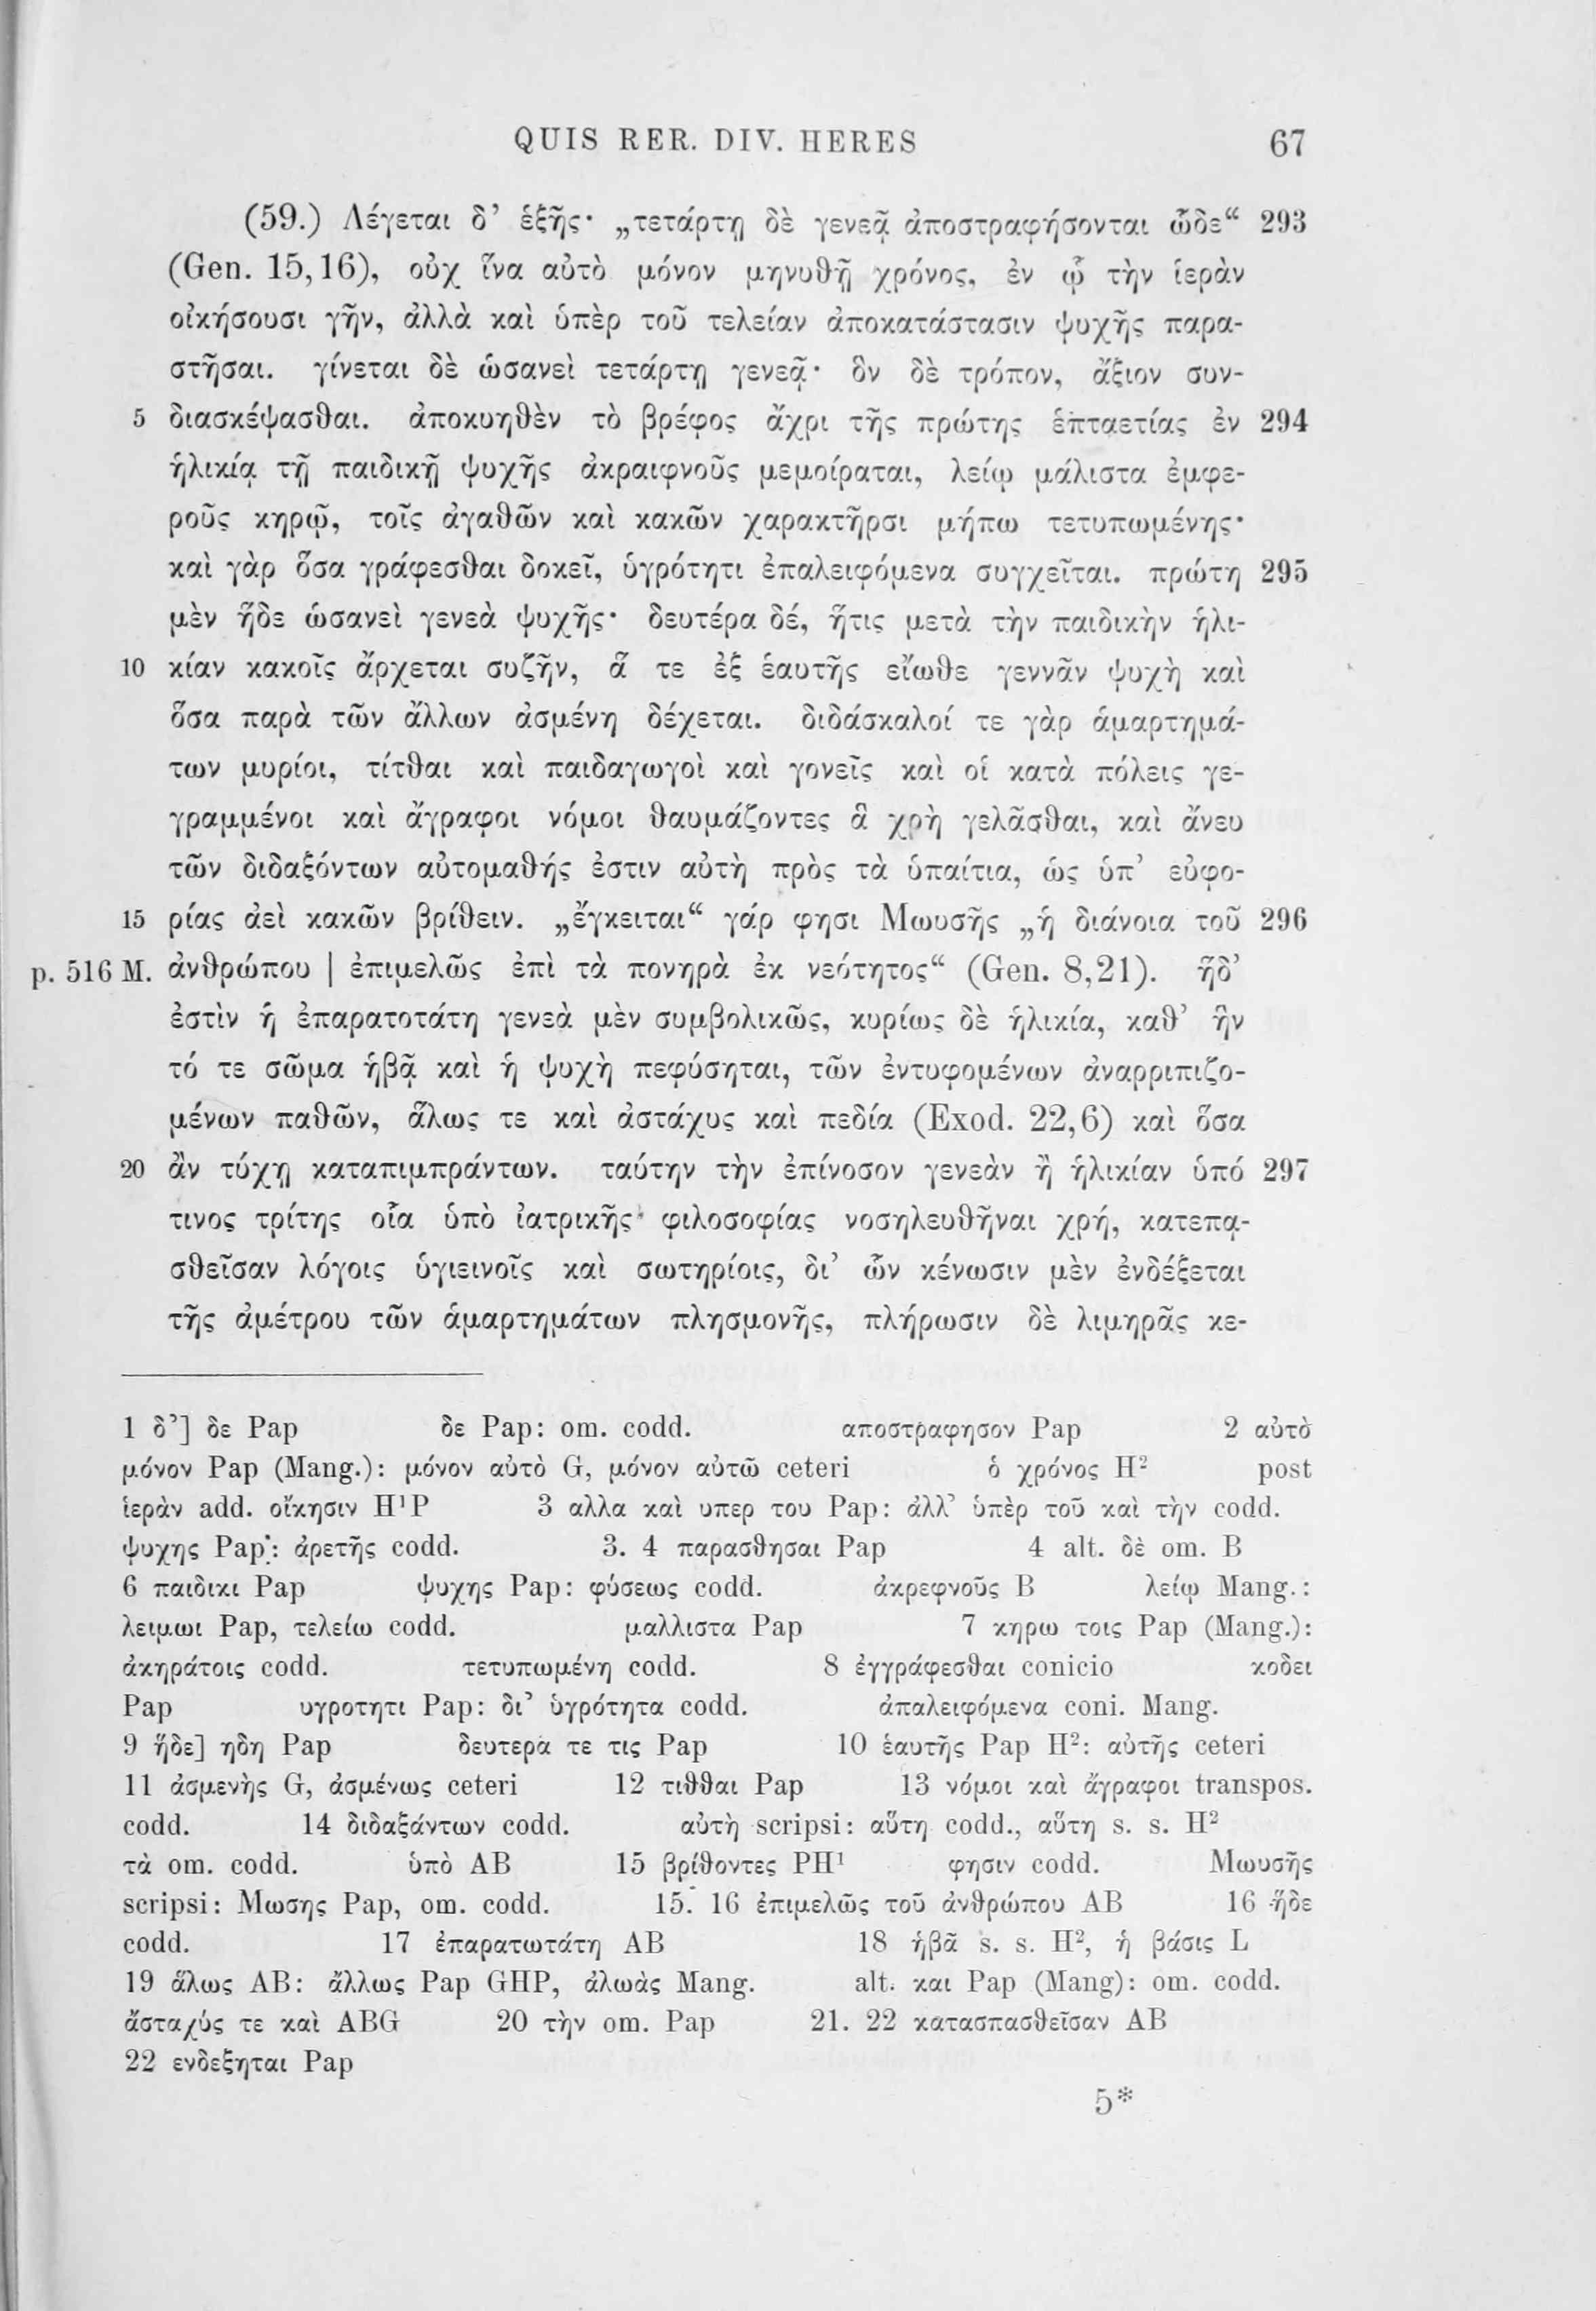 QUIS RER. DIV. HERES 67
(59.) Λέγεται δ’ ἑξῆς· „τετάρτῃ δὲ γενεᾷ ἀποστραφήσονται ὧδε“ 293
(Gen. 15,16), οὐχ ἵνα αὐτὸ μόνον μηνυθῇ χρόνος, ἐν ᾧ τὴν ἱερὰν
οἰκήσουσι γῆν, ἀλλὰ καὶ ὑπὲρ τοῦ τελείαν ἀποκατάστασιν ψυχῆς παρα-
στῆσαι. γίνεται δὲ ὡσανεὶ τετάρτῃ γενεᾷ· ὃν δὲ τρόπον, ἄξιον συν-
5 διασκέψασθαι. ἀποκυηθὲν τὸ βρέφος ἄχρι τῆς πρώτης ἑπταετίας ἐν 294
ἡλικίᾳ τῇ παιδικῇ ψυχῆς ἀκραιφνοῦς μεμοίραται, λείῳ μάλιστα ἐμφε-
ροῦς κηρῷ, τοῖς ἀγαθῶν καὶ κακῶν χαρακτῆρσι μήπω τετυπωμένης·
καὶ γὰρ ὅσα γράφεσθαι δοκεῖ, ὑγρότητι ἐπαλειφόμενα συγχεῖται. πρώτη 295
μὲν ἥδε ὡσανεὶ γενεὰ ψυχῆς· δευτέρα δέ, ἥτις μετὰ τὴν παιδικὴν ἡλι-
10 κίαν κακοῖς ἄρχεται συζῆν, ἅ τε ἐξ ἑαυτῆς εἴωθε γεννᾶν ψυχὴ καὶ
ὅσα παρὰ τῶν ἄλλων ἀσμένη δέχεται. διδάσκαλοί τε γὰρ ἁμαρτημά-
των μυρίοι, τίτθαι καὶ παιδαγωγοὶ καὶ γονεῖς καὶ οἱ κατὰ πόλεις γε-
γραμμένοι καὶ ἄγραφοι νόμοι θαυμάζοντες ἃ χρὴ γελᾶσθαι, καὶ ἄνευ
τῶν διδαξόντων αὐτομαθής ἐστιν αὐτὴ πρὸς τὰ ὑπαίτια, ὡς ὑπ’ εὐφο-
15 ρίας ἀεὶ κακῶν βρίθειν. „ἔγκειται“ γάρ φησι Μωυσῆς „ἡ διάνοια τοῦ 296
p. 516 M. ἀνθρώπου | ἐπιμελῶς ἐπὶ τὰ πονηρὰ ἐκ νεότητος“ (Gen. 8,21). ἥδ’
ἐστὶν ἡ ἐπαρατοτάτη γενεὰ μὲν συμβολικῶς, κυρίως δὲ ἡλικία, καθ’ ἣν
τό τε σῶμα ἡβᾷ καὶ ἡ ψυχὴ πεφύσηται, τῶν ἐντυφομένων ἀναρριπιζο-
μένων παθῶν, ἅλως τε καὶ ἀστάχυς καὶ πεδία (Exod. 22,6) καὶ ὅσα
20 ἂν τύχῃ καταπιμπράντων. ταύτην τὴν ἐπίνοσον γενεὰν ἢ ἡλικίαν ὑπό 297
τινος τρίτης οἷα ὑπὸ ἰατρικῆς φιλοσοφίας νοσηλευθῆναι χρή, κατεπᾳ-
σθεῖσαν λόγοις ὑγιεινοῖς καὶ σωτηρίοις, δι’ ὧν κένωσιν μὲν ἐνδέξεται
τῆς ἀμέτρου τῶν ἁμαρτημάτων πλησμονῆς, πλήρωσιν δὲ λιμηρᾶς κε-
1 δ’] δε Pap δε Pap: om. codd. αποστραφησον Pap 2 αὐτὸ
μόνον Pap (Mang.): μόνον αὐτὸ G, μόνον αὐτῶ ceteri ὁ χρόνος H² post
ἱερὰν add. οἴκησιν H¹P 3 αλλα καὶ υπερ του Pap: ἀλλ’ ὑπὲρ τοῦ καὶ τὴν codd.
ψυχης Pap: ἀρετῆς codd. 3. 4 παρασθησαι Pap 4 alt. δὲ om. B
6 παιδικι Pap ψυχης Pap: φύσεως codd. ἀκρεφνοῦς B λείῳ Mang.:
λειμωι Pap, τελείω codd. μαλλιστα Pap 7 κηρω τοις Pap (Mang.):
ἀκηράτοις codd. τετυπωμένη codd. 8 ἐγγράφεσθαι conicio κοδει
Pap υγροτητι Pap: δι’ ὑγρότητα codd. ἀπαλειφόμενα coni. Mang.
9 ἥδε] ηδη Pap δευτερα τε τις Pap 10 ἑαυτῆς Pap H²: αὐτῆς ceteri
11 ἀσμενὴς G, ἀσμένως ceteri 12 τιθθαι Pap 13 νόμοι καὶ ἄγραφοι transpos.
codd. 14 διδαξάντων codd. αὐτὴ scripsi: αὕτη codd., αὕτη s. s. H²
τὰ om. codd. ὑπὸ AB 15 βρίθοντες PH¹ φησιν codd. Μωυσῆς
scripsi: Μωσης Pap, om. codd. 15. 16 ἐπιμελῶς τοῦ ἀνθρώπου AB 16 ἥδε
codd. 17 ἐπαρατωτάτη AB 18 ἡβᾶ s. s. H², ἡ βάσις L
19 ἅλως AB: ἄλλως Pap GHP, ἀλωὰς Mang. alt. και Pap (Mang): om. codd.
ἄσταχύς τε καὶ ABG 20 τὴν om. Pap 21. 22 κατασπασθεῖσαν AB
22 ενδεξηται Pap
5*